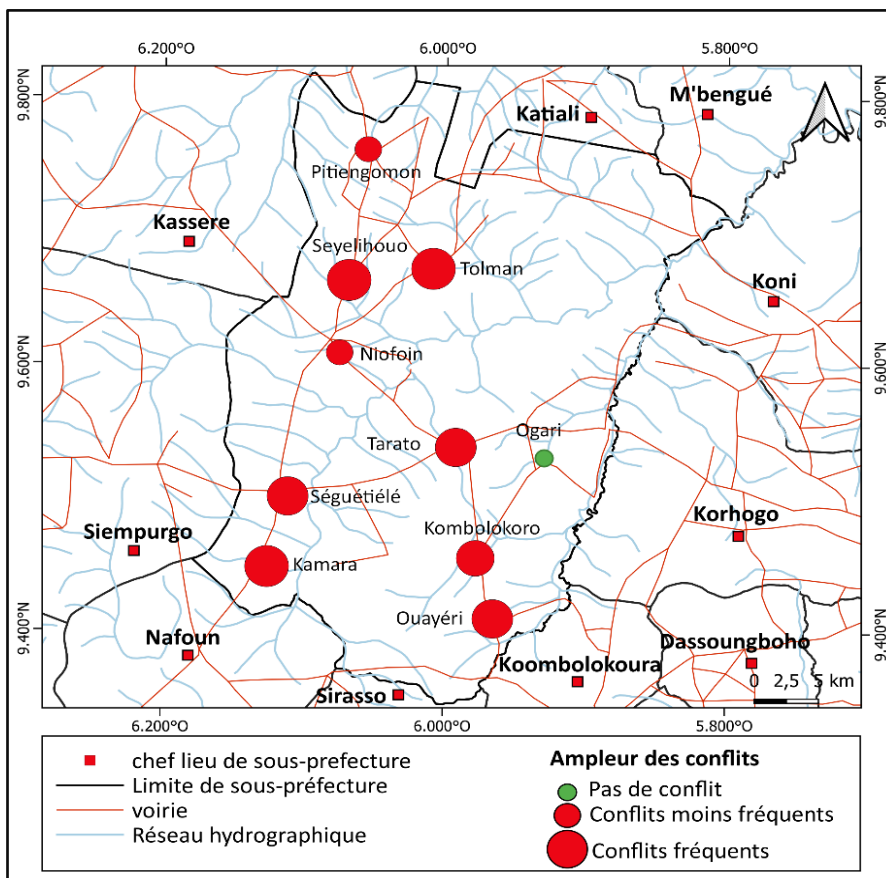 6.200°O 6.000°O 5.800°O
9.800°N 9.800°N
M'bengué
Katiali
Pitiengomon
Kassere
Seyelihouo
Tolman
Koni
Niofoin
9.600°N 9.600°N
Ogari
Tarato
Séguétiélé
Korhogo
Kombolokoro
Siempurgo
Kamara
Ouayéri
9.400°N 9.400°N
Nafoun
Dassoungboho
Koombolokoura
Sirasso
0 2,5 5 km
6.200°O 6.000°O 5.800°O
chef lieu de sous-prefecture
Limite de sous-préfecture
voirie
Réseau hydrographique
Ampleur des conflits
Pas de conflit
Conflits moins fréquents
Conflits fréquents